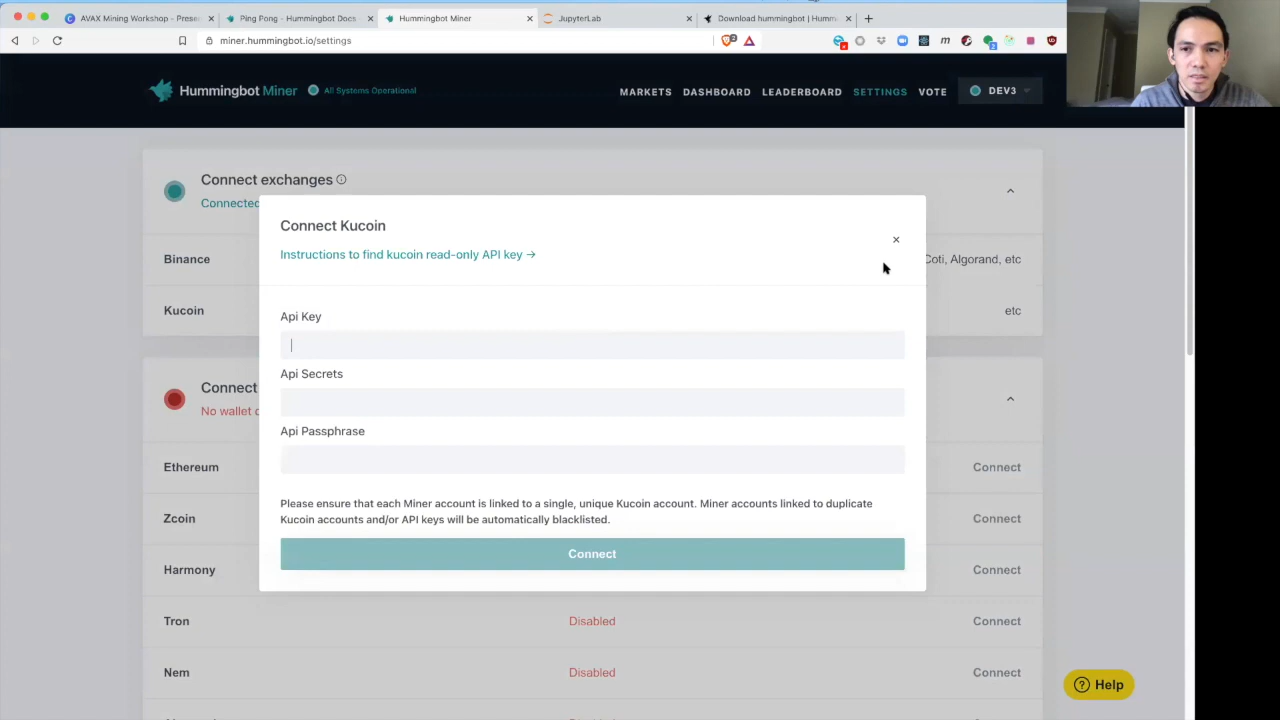 AVAX Mining Workshop - Prese
Ping Pong - Hummingbot Docs
Hummingbot Miner
JupyterLab
Download hummingbot | Humm
miner.hummingbot.io/settings
Hummingbot Miner
All Systems Operational
MARKETS
DASHBOARD
LEADERBOARD
SETTINGS
VOTE
DEV3
Connect exchanges
Connected
Binance
Coti, Algorand, etc
Kucoin
etc
Connect Kucoin
Instructions to find kucoin read-only API key →
Api Key
Api Secrets
Api Passphrase
Please ensure that each Miner account is linked to a single, unique Kucoin account. Miner accounts linked to duplicate
Kucoin accounts and/or API keys will be automatically blacklisted.
Connect
Connect
No wallet c
Ethereum
Connect
Zcoin
Connect
Harmony
Connect
Tron
Disabled
Connect
Nem
Disabled
Connect
Help